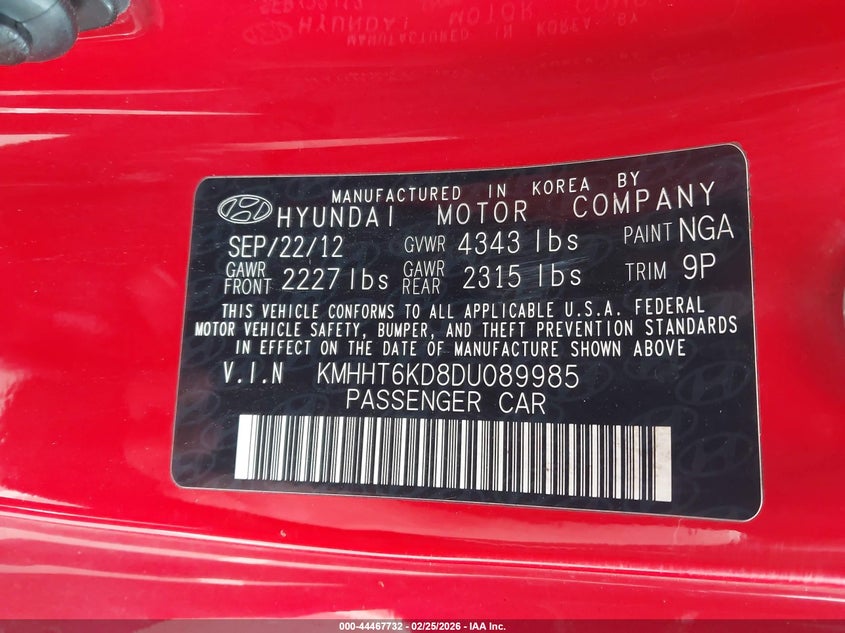 MANUFACTURED IN KOREA BY
HYUNDAI MOTOR COMPANY
SEP/22/12 GVWR 4343 lbs PAINT NGA
GAWR FRONT 2227 lbs GAWR REAR 2315 lbs TRIM 9P
THIS VEHICLE CONFORMS TO ALL APPLICABLE U.S.A. FEDERAL
MOTOR VEHICLE SAFETY, BUMPER, AND THEFT PREVENTION STANDARDS
IN EFFECT ON THE DATE OF MANUFACTURE SHOWN ABOVE
V.I.N KMHHT6KD8DU089985
PASSENGER CAR
000-44467732 - 02/25/2026 - IAA Inc.